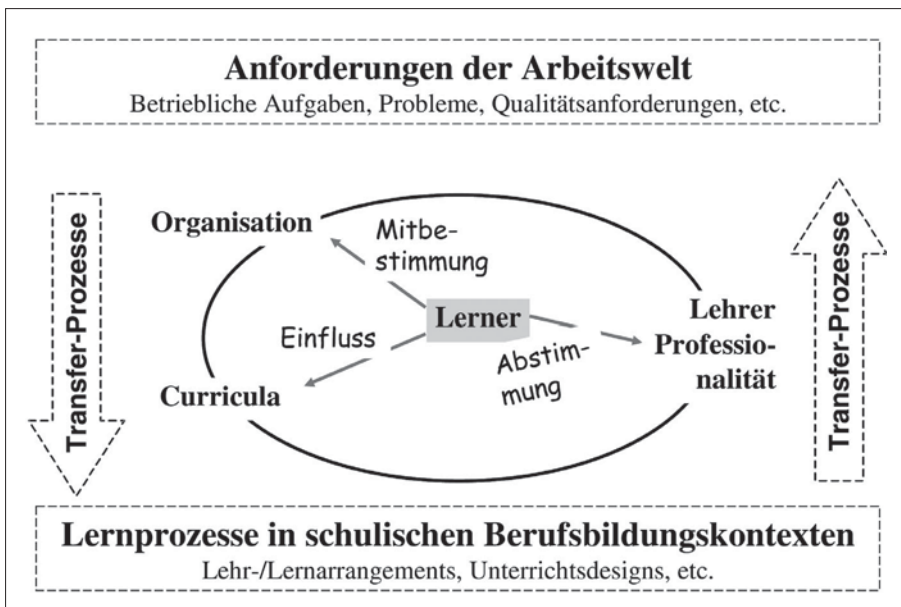 Anforderungen der Arbeitswelt
Betriebliche Aufgaben, Probleme, Qualitätsanforderungen, etc.
Transfer-Prozesse
Organisation
Mitbe-
stimmung
Lerner
Einfluss
Curricula
Abstim-
mung
Lehrer
Professio-
nalität
Transfer-Prozesse
Lernprozesse in schulischen Berufsbildungskontexten
Lehr-/Lernarrangements, Unterrichtsdesigns, etc.